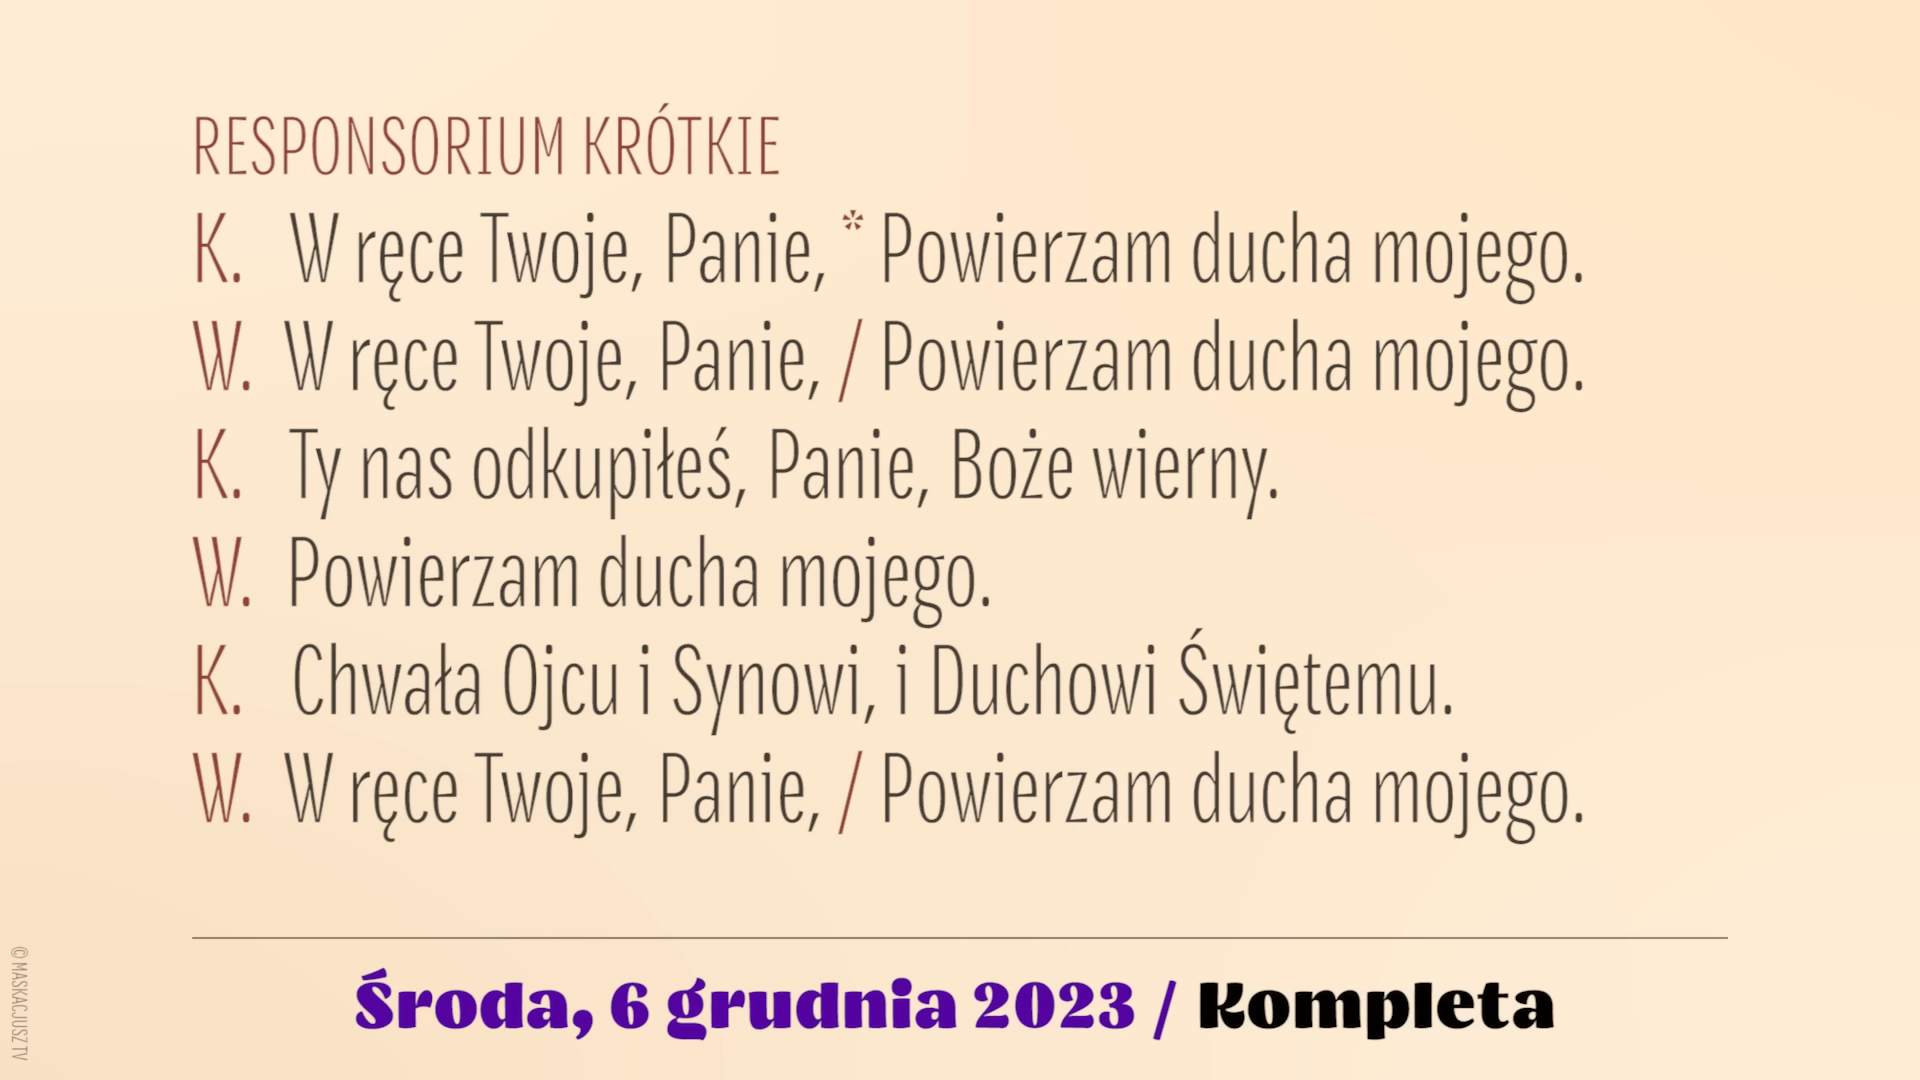 RESPONSORIUM KRÓTKIE
K. W ręce Twoje, Panie, * Powierzam ducha mojego.
W. W ręce Twoje, Panie, / Powierzam ducha mojego.
K. Ty nas odkupiłeś, Panie, Boże wierny.
W. Powierzam ducha mojego.
K. Chwała Ojcu i Synowi, i Duchowi Świętemu.
W. W ręce Twoje, Panie, / Powierzam ducha mojego.
Środa, 6 grudnia 2023 / Kompleta
© MASKACJUSZ TV